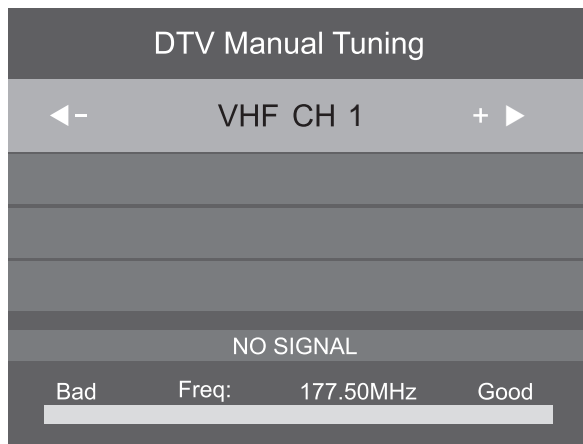 DTV Manual Tuning
- VHF CH 1 +
NO SIGNAL
Bad Freq: 177.50MHz Good